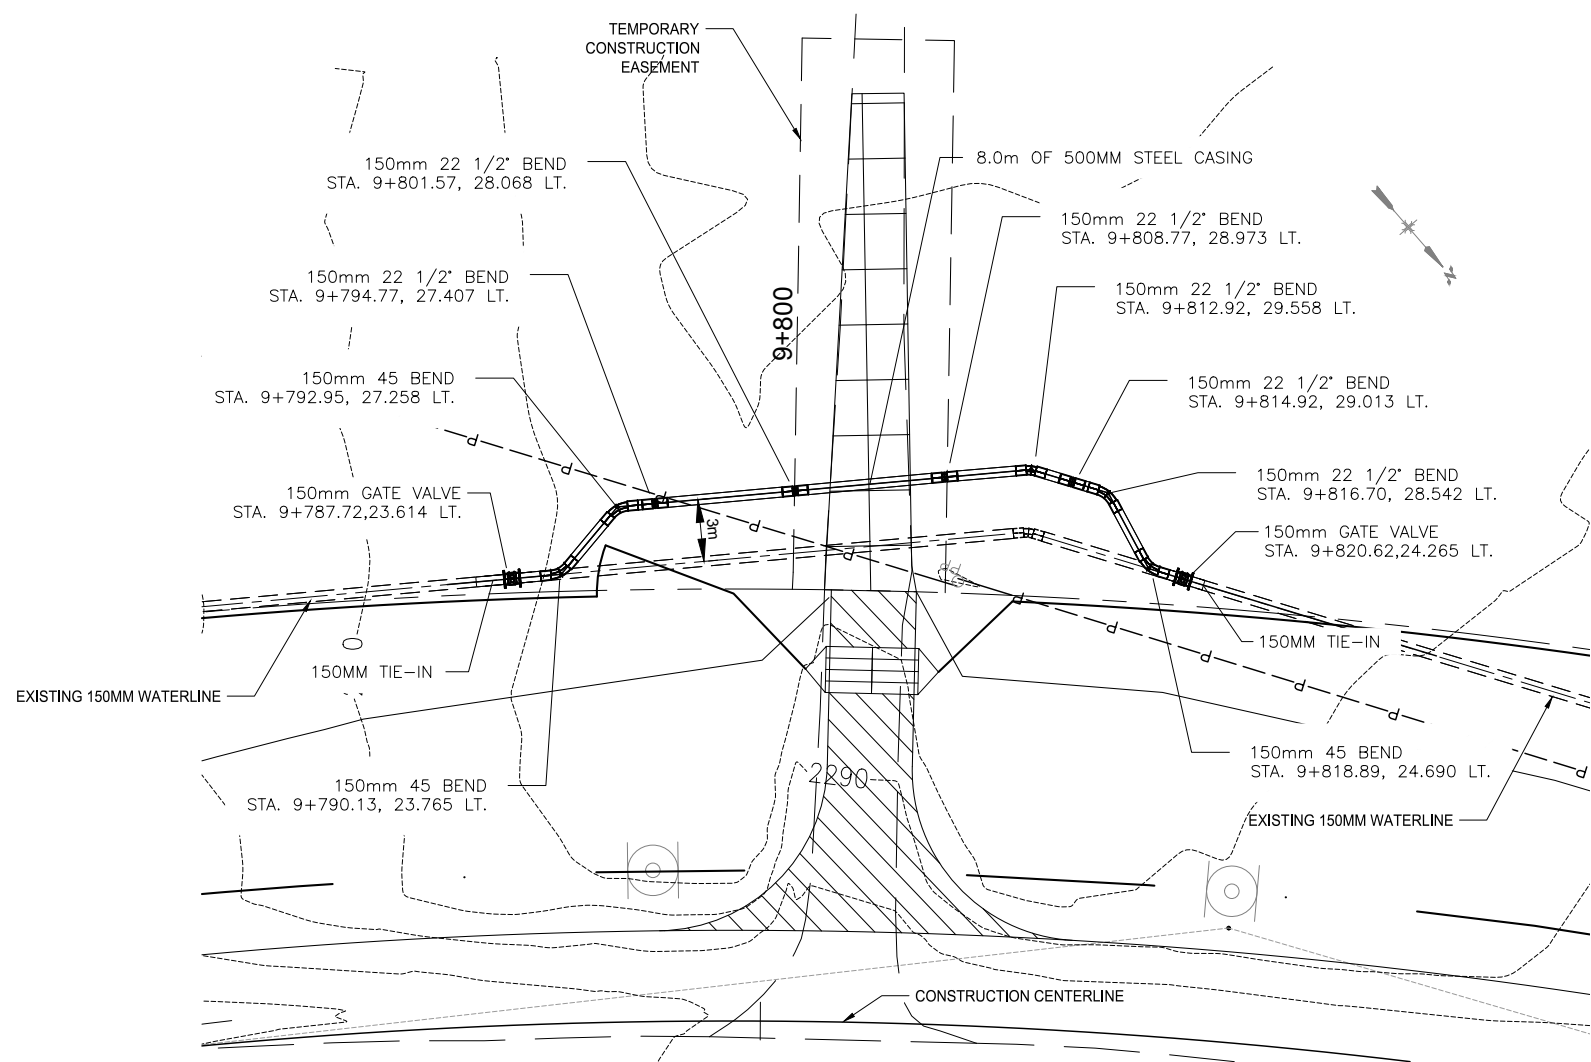 TEMPORARY
CONSTRUCTION
EASEMENT
150mm 22 1/2° BEND
STA. 9+801.57, 28.068 LT.
8.0m OF 500MM STEEL CASING
150mm 22 1/2° BEND
STA. 9+808.77, 28.973 LT.
150mm 22 1/2° BEND
STA. 9+794.77, 27.407 LT.
150mm 22 1/2° BEND
STA. 9+812.92, 29.558 LT.
N
9+800
150mm 45 BEND
STA. 9+792.95, 27.258 LT.
150mm 22 1/2° BEND
STA. 9+814.92, 29.013 LT.
P P P P P P P P P P P P
150mm GATE VALVE
STA. 9+787.72,23.614 LT.
150mm 22 1/2° BEND
STA. 9+816.70, 28.542 LT.
3m
150mm GATE VALVE
STA. 9+820.62,24.265 LT.
PP
150MM TIE-IN
150MM TIE-IN
EXISTING 150MM WATERLINE
150mm 45 BEND
STA. 9+790.13, 23.765 LT.
2290
150mm 45 BEND
STA. 9+818.89, 24.690 LT.
EXISTING 150MM WATERLINE
CONSTRUCTION CENTERLINE